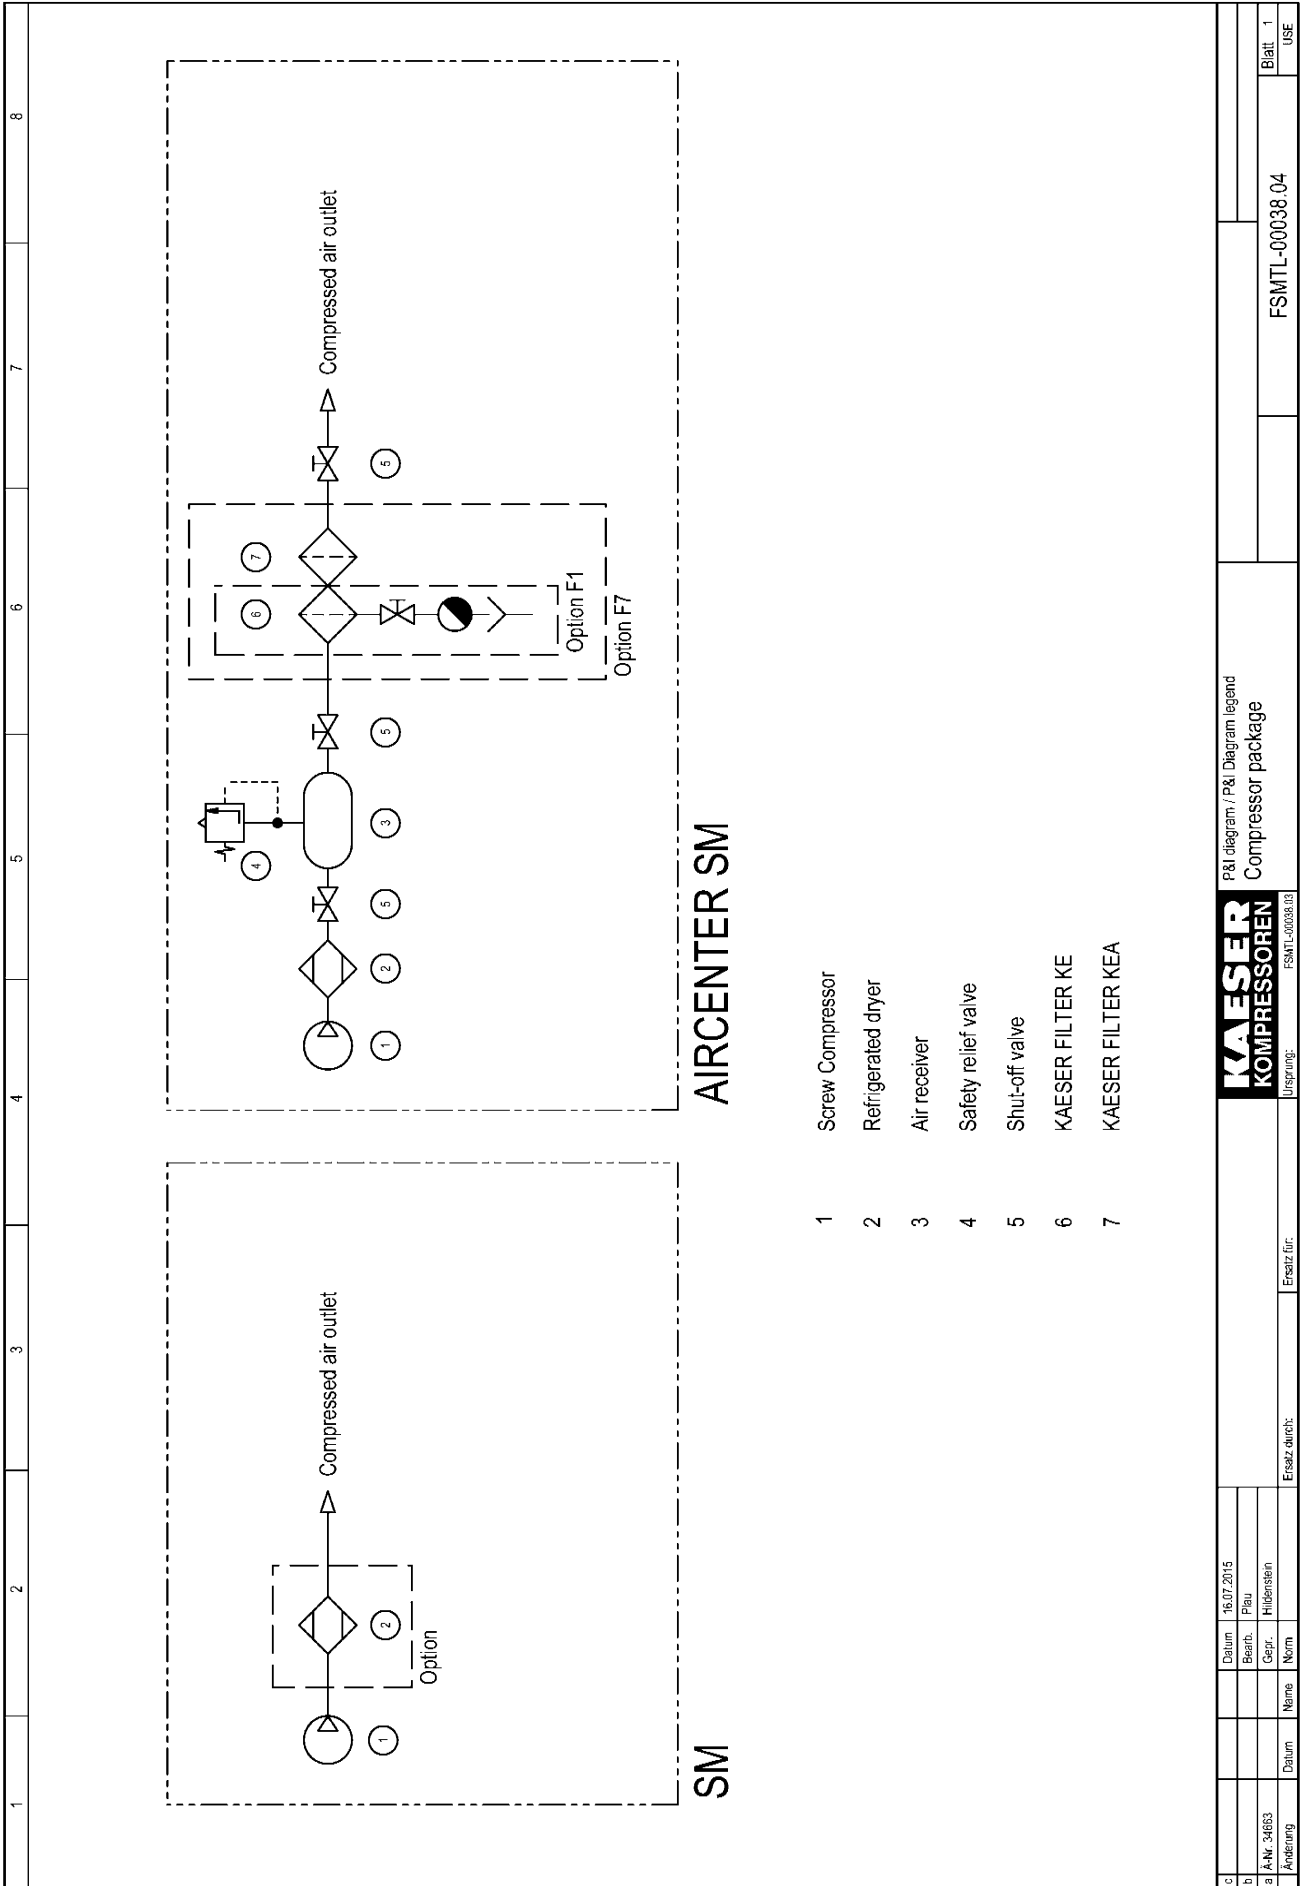 1 2 3 4 5 6 7 8
Compressed air outlet
2
Option
1
SM
Compressed air outlet
7
6
5
Option F1
Option F7
4
1
2
5
3
5
AIRCENTER SM
1 Screw Compressor
2 Refrigerated dryer
3 Air receiver
4 Safety relief valve
5 Shut-off valve
6 KAESER FILTER KE
7 KAESER FILTER KEA
c
b
a Ä-Nr. 34663
Änderung Datum Name
Datum 16.07.2015
Bearb. Plau
Gepr. Hildenstein
Norm
Ersatz durch:
Ersatz für:
KAESER
KOMPRESSOREN
Ursprung: FSMTL-00038.03
P&I diagram / P&I Diagram legend
Compressor package
FSMTL-00038.04
Blatt 1
USE